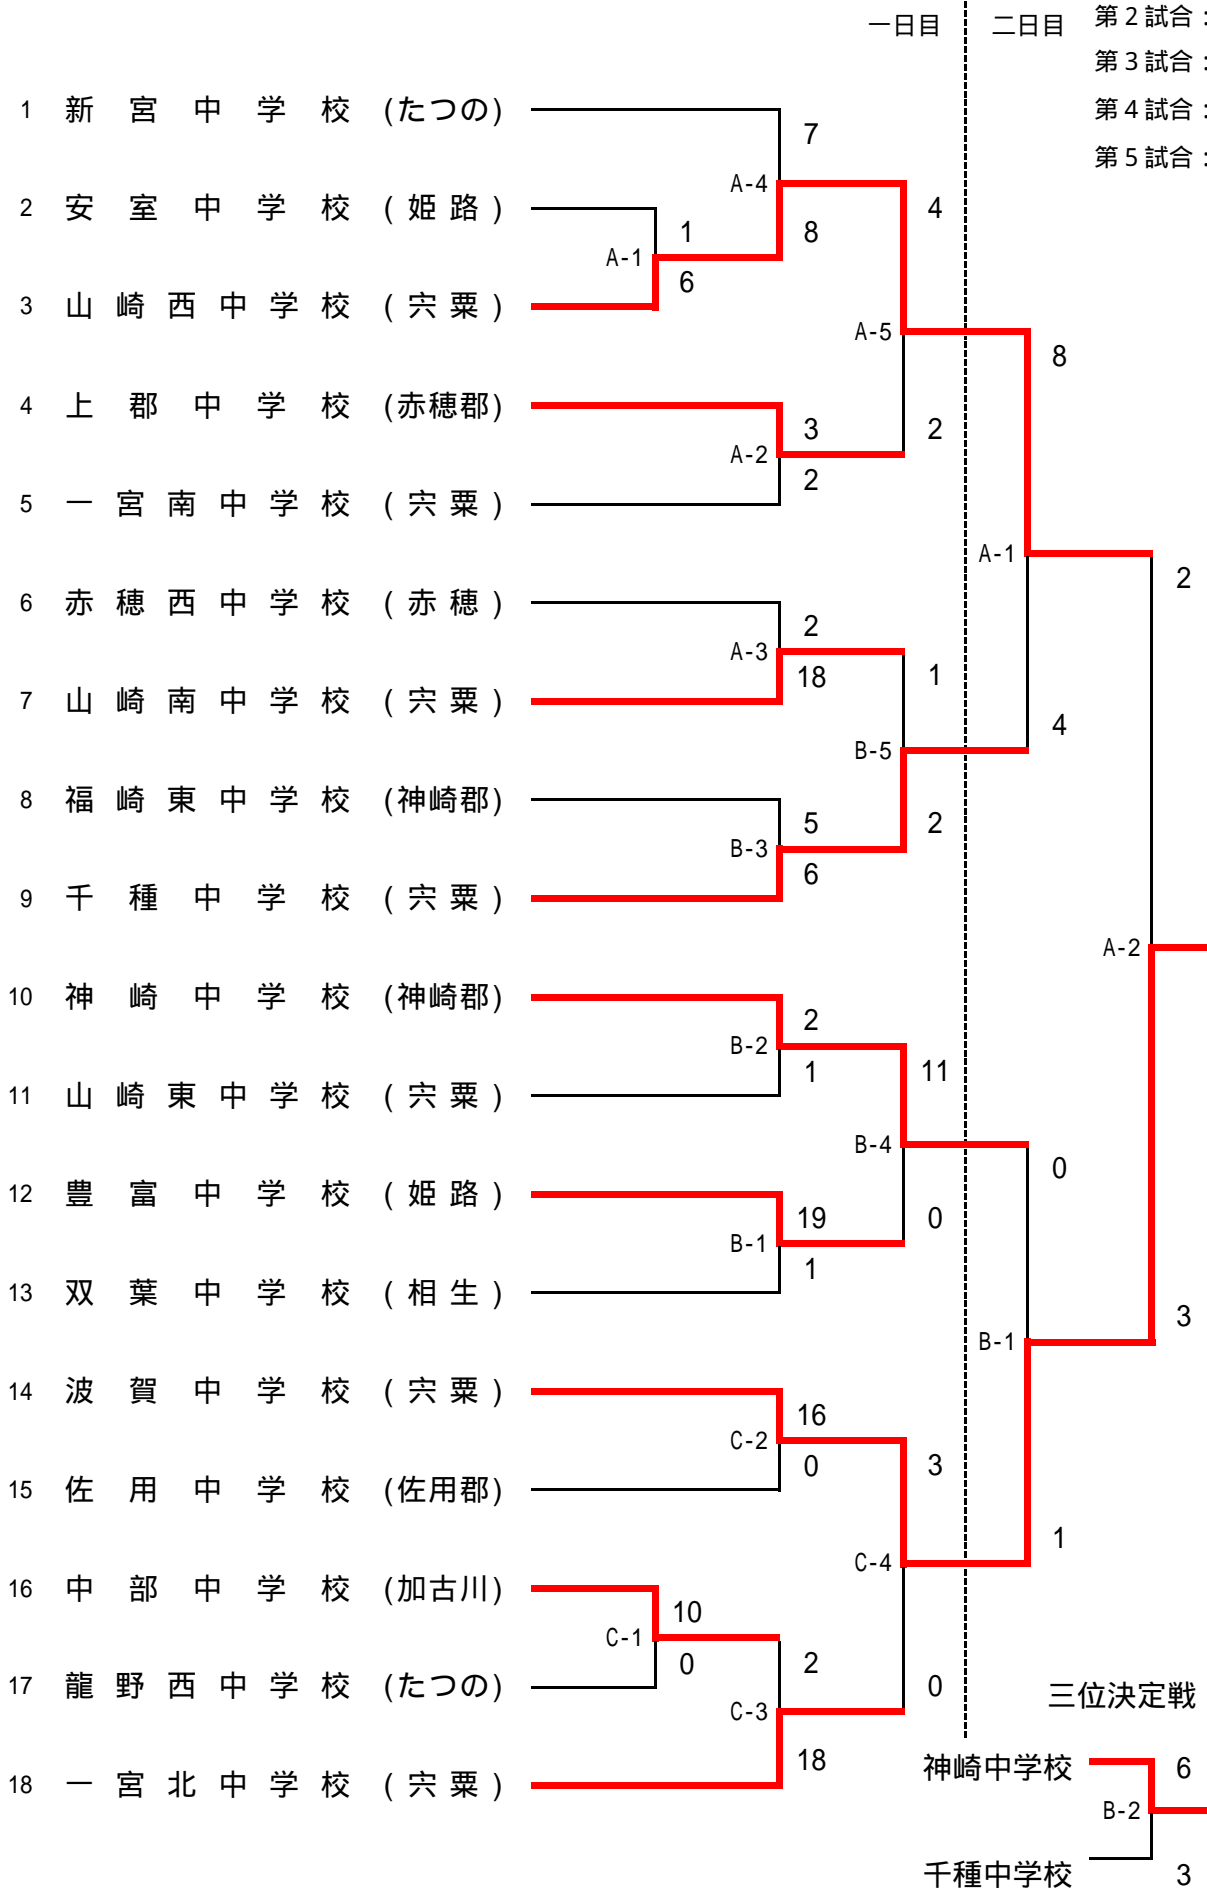 一日目 二日目 第2試合:
第3試合:
第4試合:
第5試合:
1 新宮中学校 (たつの)
7
A-4
2 安室中学校 (姫路)
4
1
8
A-1
6
3 山崎西中学校 (宍粟)
A-5
8
4 上郡中学校 (赤穂郡)
3
2
A-2
2
5 一宮南中学校 (宍粟)
A-1
2
6 赤穂西中学校 (赤穂)
2
A-3
18
1
7 山崎南中学校 (宍粟)
4
B-5
8 福崎東中学校 (神崎郡)
5
2
B-3
6
9 千種中学校 (宍粟)
A-2
10 神崎中学校 (神崎郡)
2
B-2
1
11
11 山崎東中学校 (宍粟)
B-4
0
12 豊富中学校 (姫路)
19
0
B-1
1
13 双葉中学校 (相生)
3
B-1
14 波賀中学校 (宍粟)
16
C-2
0
3
15 佐用中学校 (佐用郡)
1
C-4
16 中部中学校 (加古川)
10
C-1
0
2
17 龍野西中学校 (たつの)
0
三位決定戦
C-3
18
18 一宮北中学校 (宍粟)
神崎中学校 6
B-2
千種中学校 3